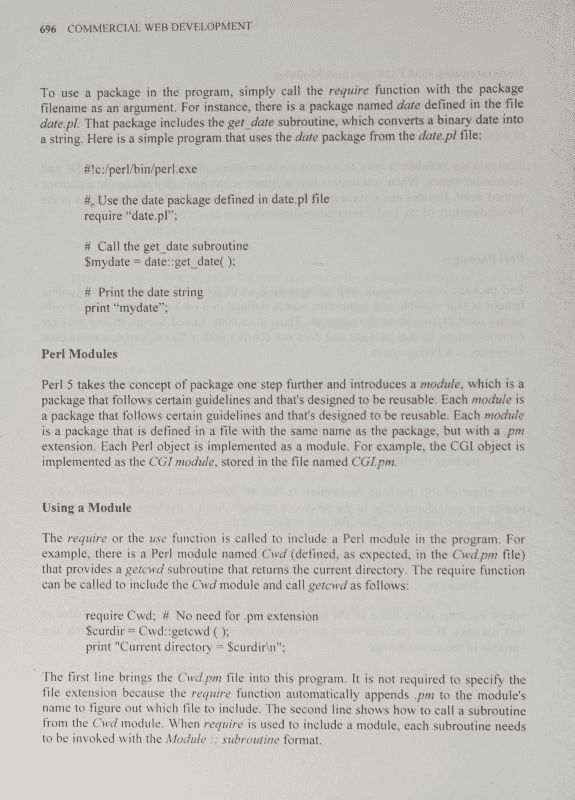 696 COMMERCIAL WEB DEVELOPMENT
To use a package in the program, simply call the require function with the package
filename as an argument. For instance, there is a package named date defined in the file
date.pl. That package includes the get_date subroutine, which converts a binary date into
a string. Here is a simple program that uses the date package from the date.pl file:
#!c:/perl/bin/perl.exe
#, Use the date package defined in date.pl file
require “date.pl”;
# Call the get_date subroutine
$mydate = date::get_date( );
# Print the date string
print “mydate”;
Perl Modules
Perl 5 takes the concept of package one step further and introduces a module, which is a
package that follows certain guidelines and that's designed to be reusable. Each module is
a package that follows certain guidelines and that's designed to be reusable. Each module
is a package that is defined in a file with the same name as the package, but with a .pm
extension. Each Perl object is implemented as a module. For example, the CGI object is
implemented as the CGI module, stored in the file named CGI.pm.
Using a Module
The require or the use function is called to include a Perl module in the program. For
example, there is a Perl module named Cwd (defined, as expected, in the Cwd.pm file)
that provides a getcwd subroutine that returns the current directory. The require function
can be called to include the Cwd module and call getcwd as follows:
require Cwd; # No need for .pm extension
$curdir = Cwd::getcwd ( );
print "Current directory = $curdir\n";
The first line brings the Cwd.pm file into this program. It is not required to specify the
file extension because the require function automatically appends .pm to the module's
name to figure out which file to include. The second line shows how to call a subroutine
from the Cwd module. When require is used to include a module, each subroutine needs
to be invoked with the Module :: subroutine format.